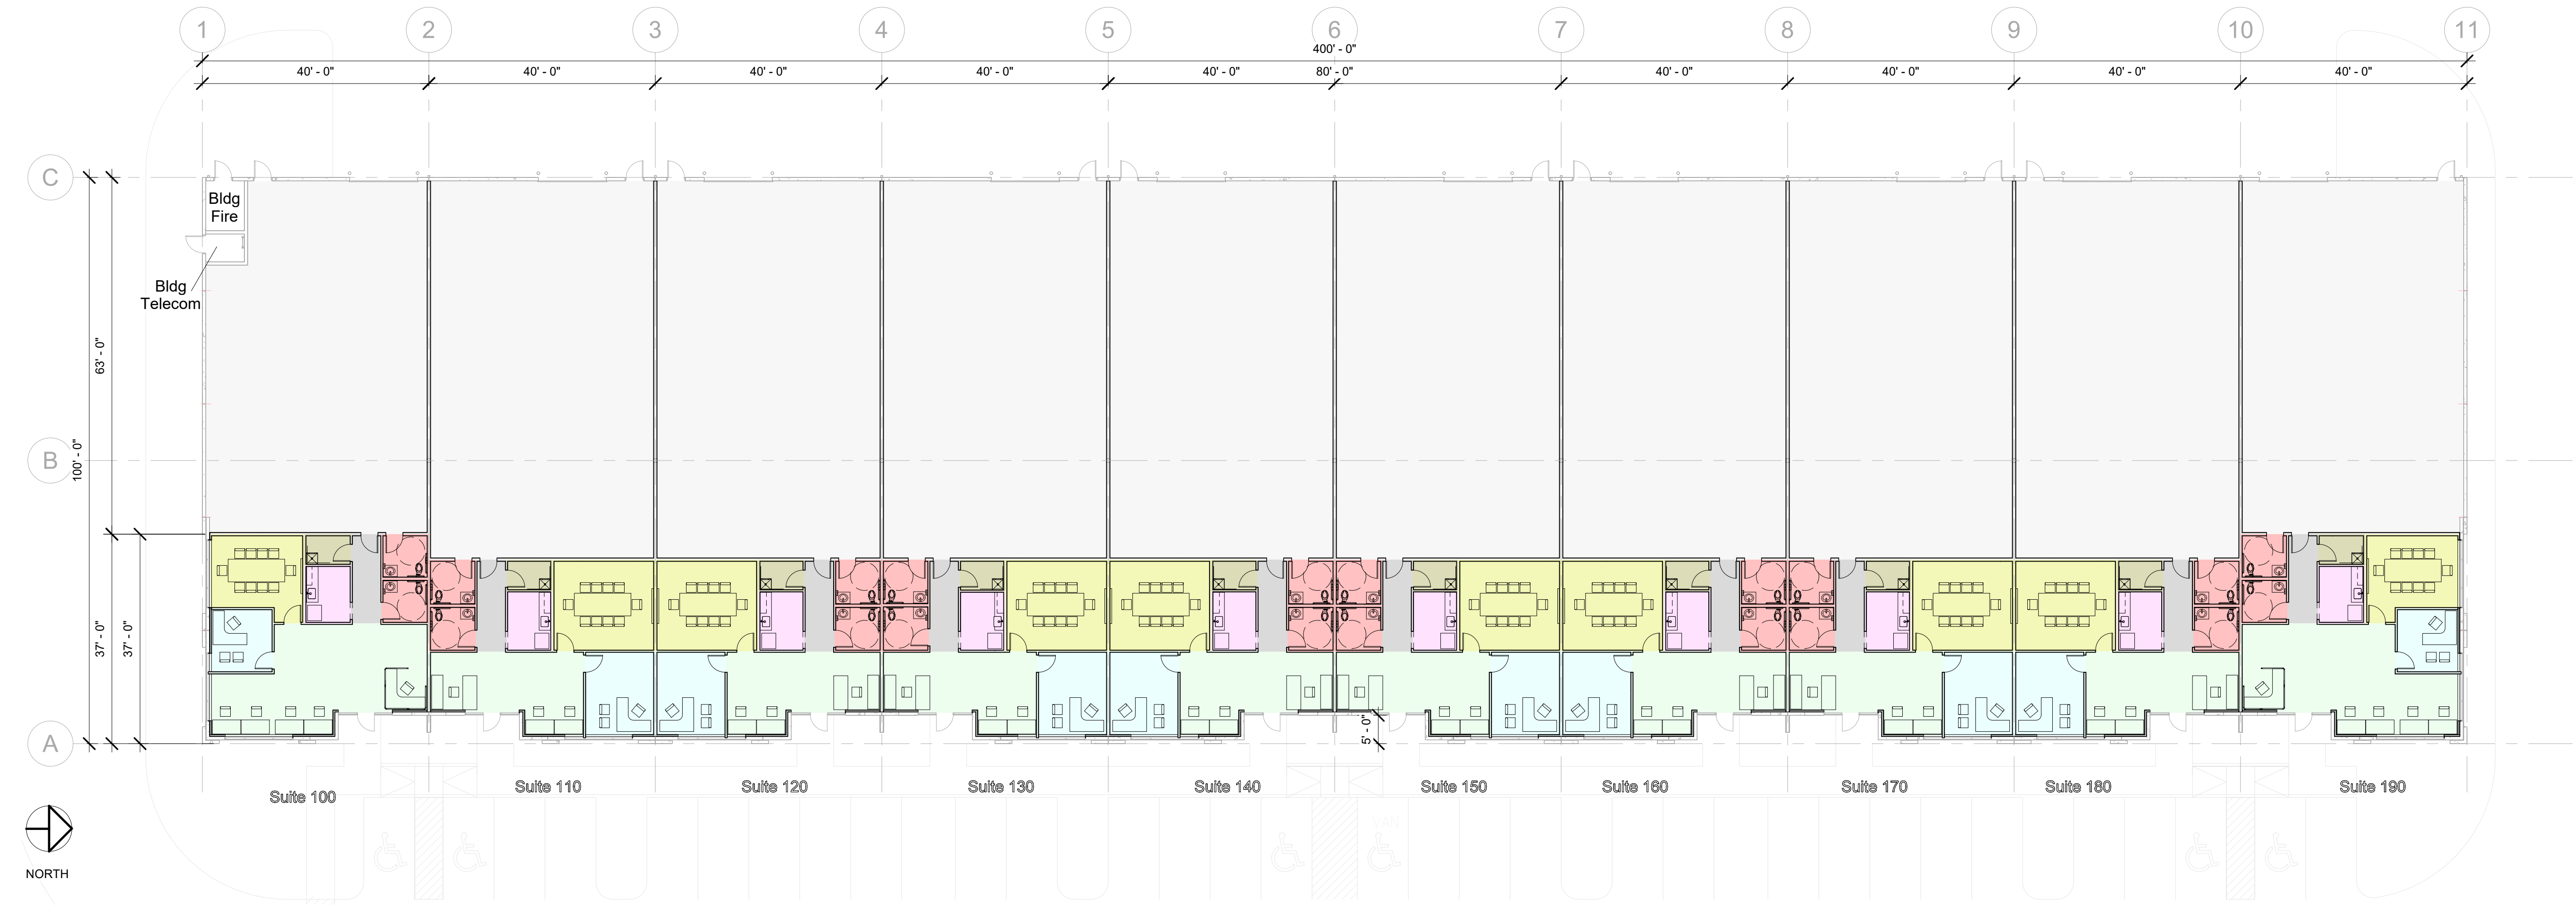 1 2 3 4 5 6 7 8 9 10 11
400' - 0"
40' - 0" 40' - 0" 40' - 0" 40' - 0" 40' - 0" 80' - 0" 40' - 0" 40' - 0" 40' - 0" 40' - 0"
C
Bldg
Fire
Bldg
Telecom
63' - 0"
B
100' - 0"
37' - 0"
37' - 0"
5' - 0"
A
Suite 100 Suite 110 Suite 120 Suite 130 Suite 140 Suite 150 Suite 160 Suite 170 Suite 180 Suite 190
VAN
NORTH